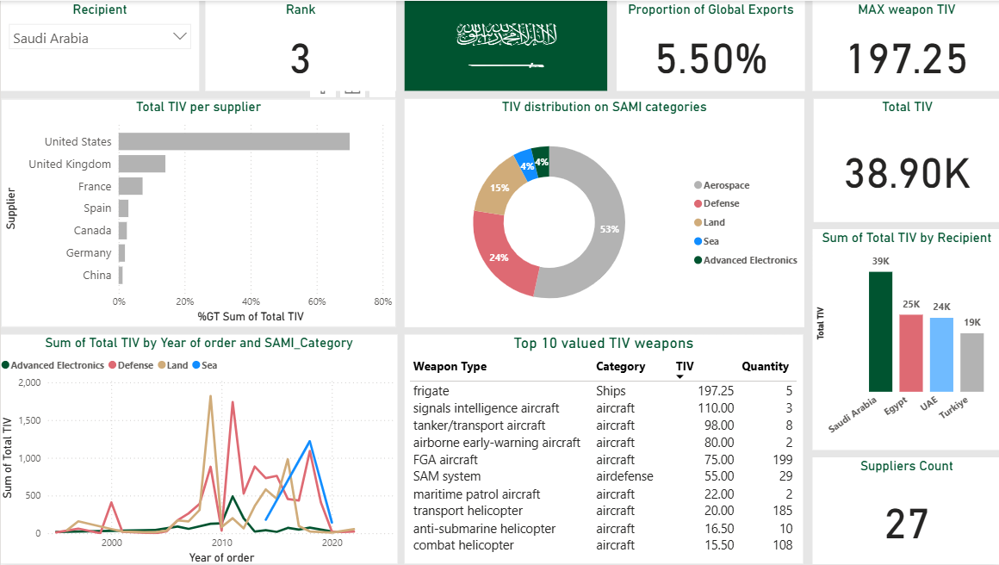 Recipient
Saudi Arabia
Rank
3
لا إله إلا الله محمد رسول الله
Proportion of Global Exports
5.50%
MAX weapon TIV
197.25
Total TIV per supplier
Supplier
United States
United Kingdom
France
Spain
Canada
Germany
China
0% 20% 40% 60% 80%
%GT Sum of Total TIV
TIV distribution on SAMI categories
4% 4%
15%
53%
24%
Aerospace
Defense
Land
Sea
Advanced Electronics
Total TIV
38.90K
Sum of Total TIV by Recipient
Total TIV
39K
25K 24K
19K
Saudi Arabia Egypt UAE Turkiye
Sum of Total TIV by Year of order and SAMI_Category
Advanced Electronics Defense Land Sea
Sum of Total TIV
2,000
1,500
1,000
500
0
2000 2010 2020
Year of order
Top 10 valued TIV weapons
Weapon Type Category TIV Quantity
frigate Ships 197.25 5
signals intelligence aircraft aircraft 110.00 3
tanker/transport aircraft aircraft 98.00 8
airborne early-warning aircraft aircraft 80.00 2
FGA aircraft aircraft 75.00 199
SAM system airdefense 55.00 29
maritime patrol aircraft aircraft 22.00 2
transport helicopter aircraft 20.00 185
anti-submarine helicopter aircraft 16.50 10
combat helicopter aircraft 15.50 108
Suppliers Count
27